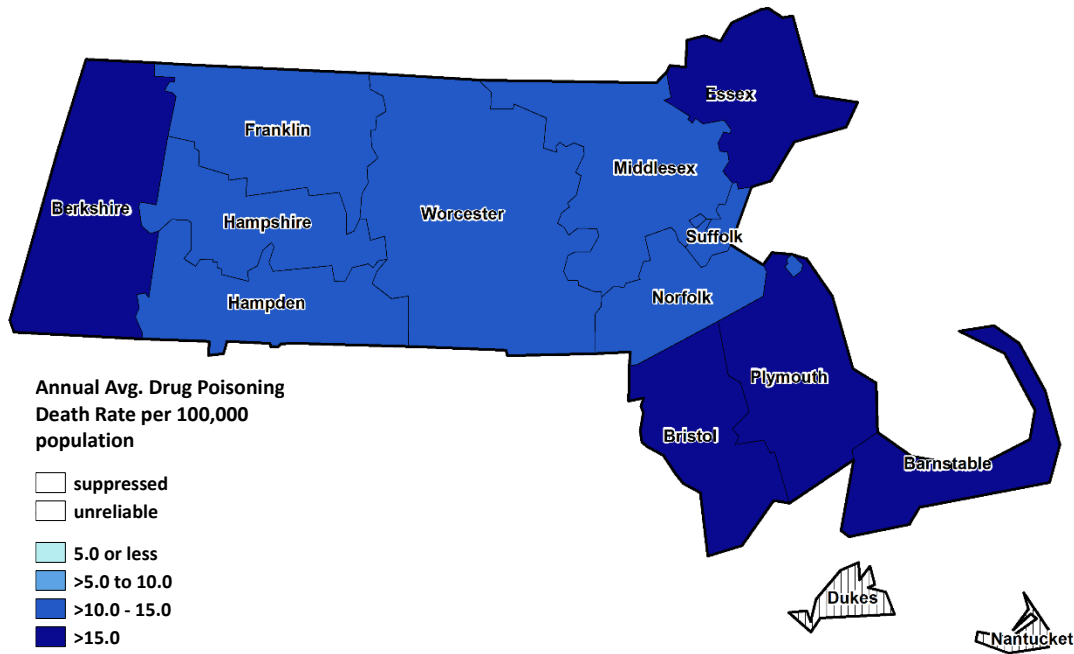 Essex
Franklin
Middlesex
Berkshire
Hampshire
Worcester
Suffolk
Hampden
Norfolk
Plymouth
Bristol
Barnstable
Dukes
Nantucket
Annual Avg. Drug Poisoning
Death Rate per 100,000
population
suppressed
unreliable
5.0 or less
>5.0 to 10.0
>10.0 - 15.0
>15.0